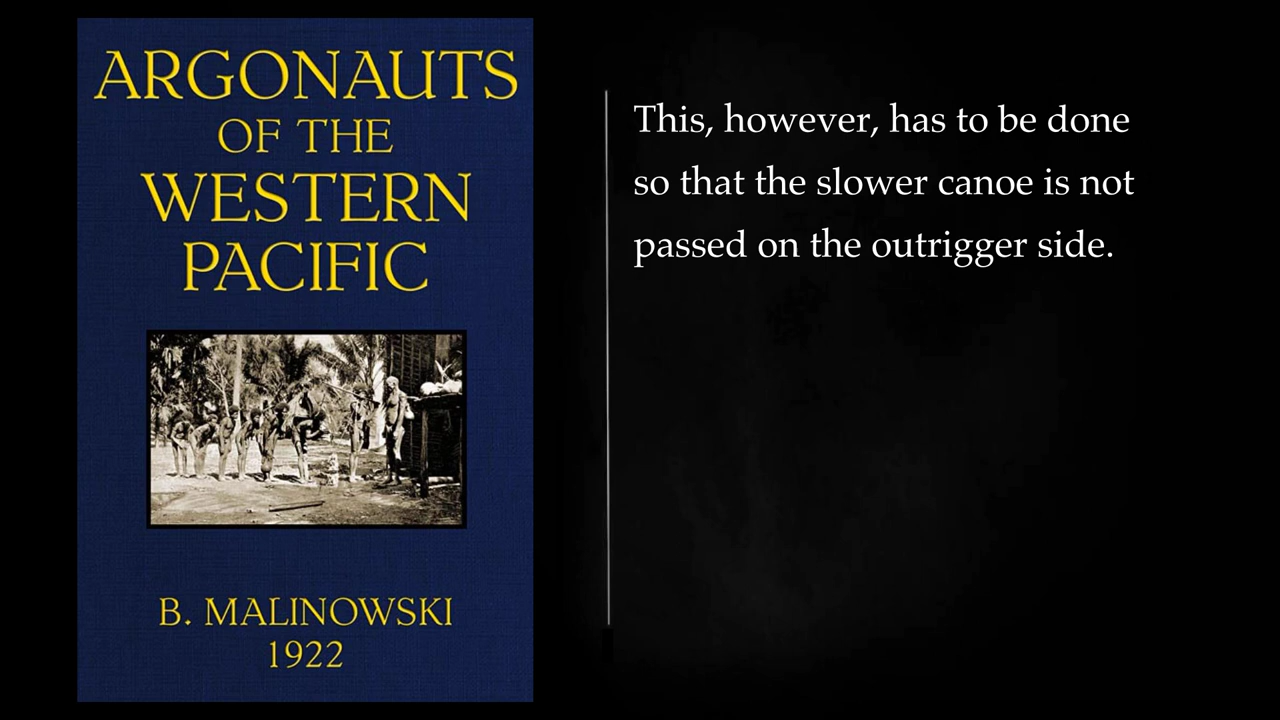 ARGONAUTS
OF THE
WESTERN
PACIFIC
B. MALINOWSKI
1922
This, however, has to be done
so that the slower canoe is not
passed on the outrigger side.